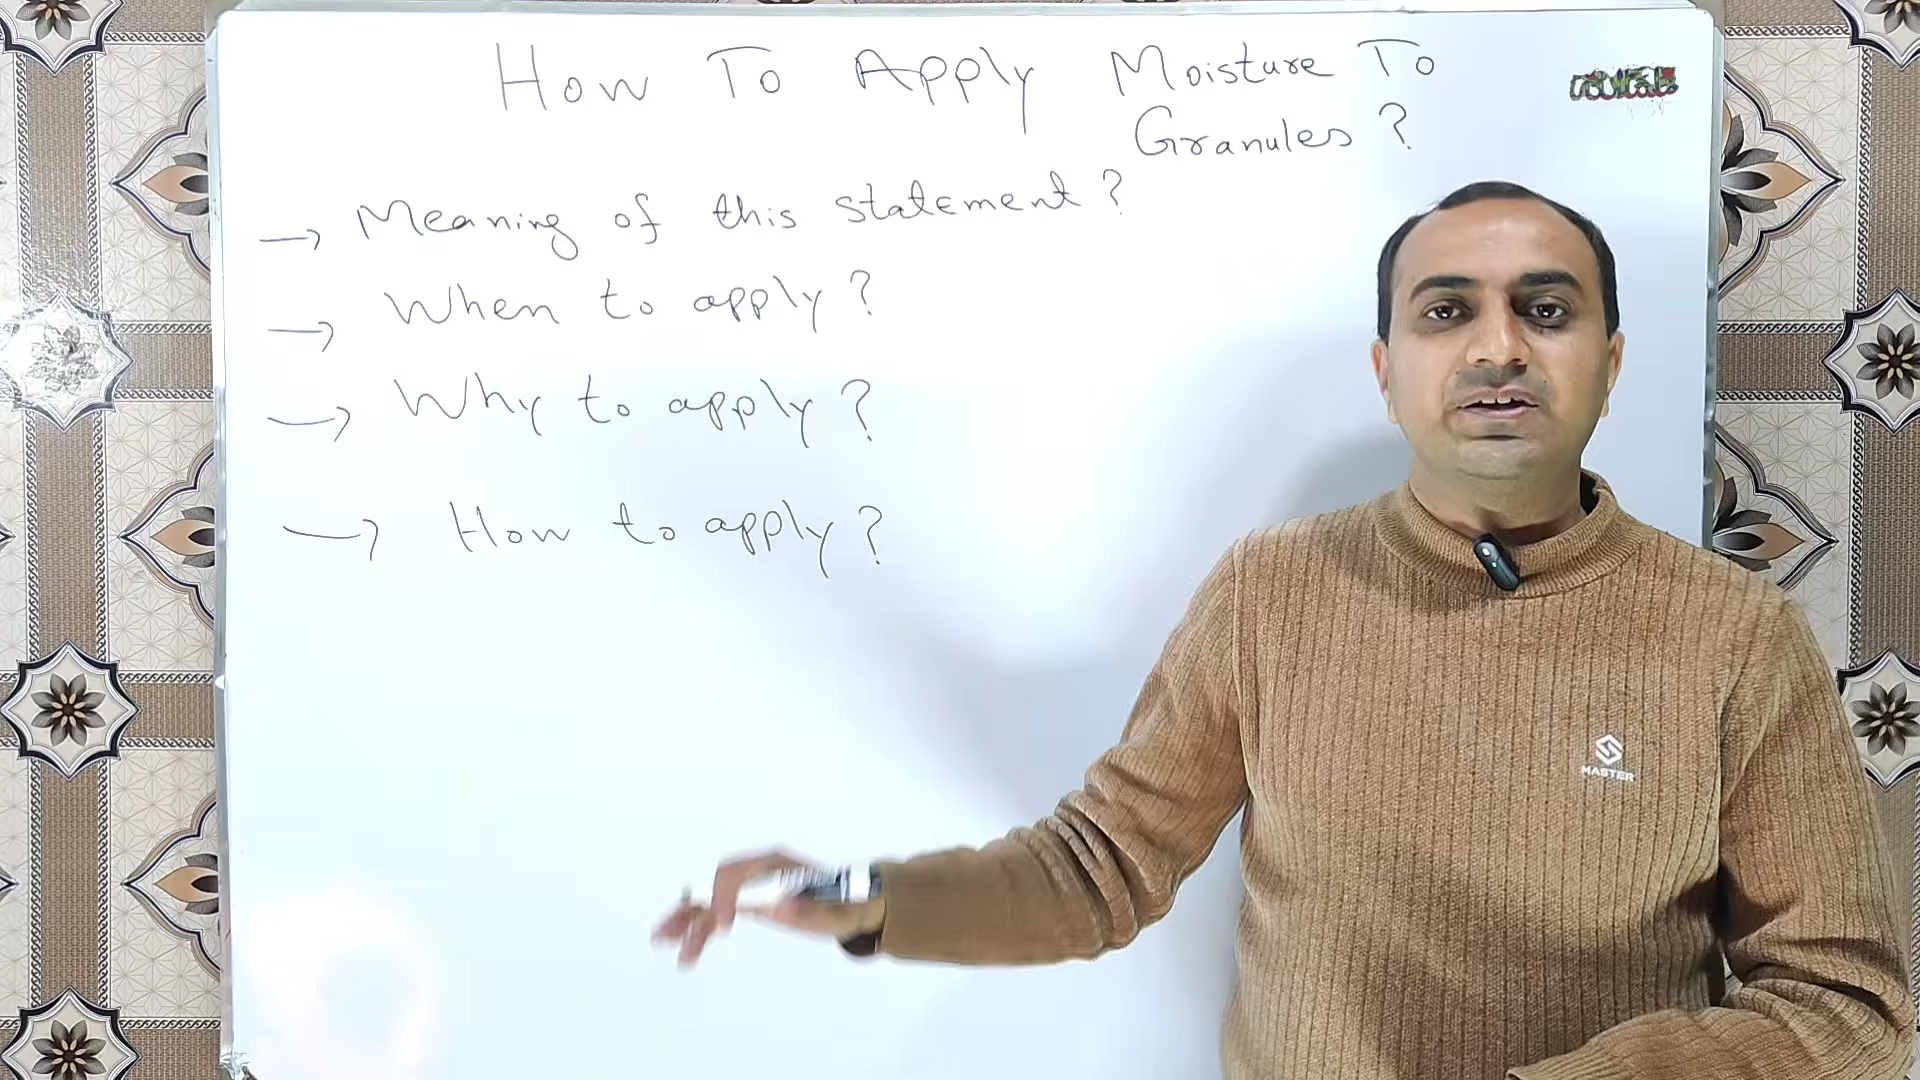 How To Apply Moisture To
Granules ?
→ Meaning of this statement ?
→ When to apply ?
→ Why to apply ?
→ How to apply ?
MASTER